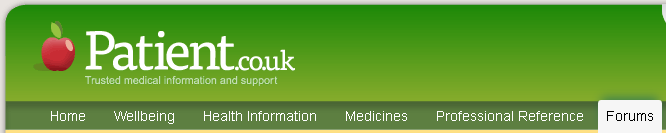 Patient.co.uk
Trusted medical information and support
Home Wellbeing Health Information Medicines Professional Reference Forums